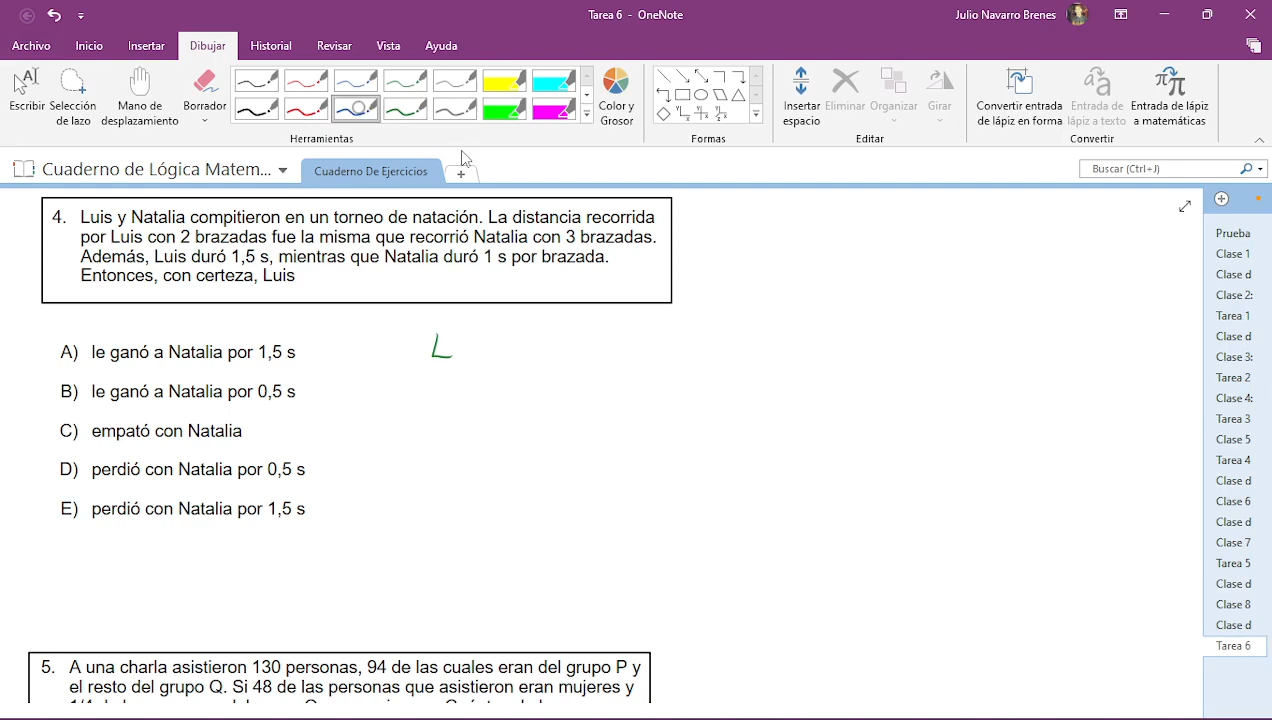 Tarea 6 - OneNote
Julio Navarro Brenes
Archivo Inicio Insertar Dibujar Historial Revisar Vista Ayuda
Escribir
Selección de lazo
Mano de desplazamiento
Borrador
Color y Grosor
Insertar espacio
Eliminar
Organizar
Girar
Convertir entrada de lápiz en forma
Entrada de lápiz a texto
Entrada de lápiz a matemáticas
Herramientas
Formas
Editar
Convertir
Cuaderno de Lógica Matem...
Cuaderno De Ejercicios
Buscar (Ctrl+J)
4. Luis y Natalia compitieron en un torneo de natación. La distancia recorrida
por Luis con 2 brazadas fue la misma que recorrió Natalia con 3 brazadas.
Además, Luis duró 1,5 s, mientras que Natalia duró 1 s por brazada.
Entonces, con certeza, Luis
A) le ganó a Natalia por 1,5 s
L
B) le ganó a Natalia por 0,5 s
C) empató con Natalia
D) perdió con Natalia por 0,5 s
E) perdió con Natalia por 1,5 s
5. A una charla asistieron 130 personas, 94 de las cuales eran del grupo P y
el resto del grupo Q. Si 48 de las personas que asistieron eran mujeres y
Prueba
Clase 1
Clase d
Clase 2:
Tarea 1
Clase d
Clase 3:
Tarea 2
Clase 4:
Tarea 3
Clase 5
Tarea 4
Clase d
Clase 6
Clase d
Clase 7
Tarea 5
Clase d
Clase 8
Clase d
Tarea 6